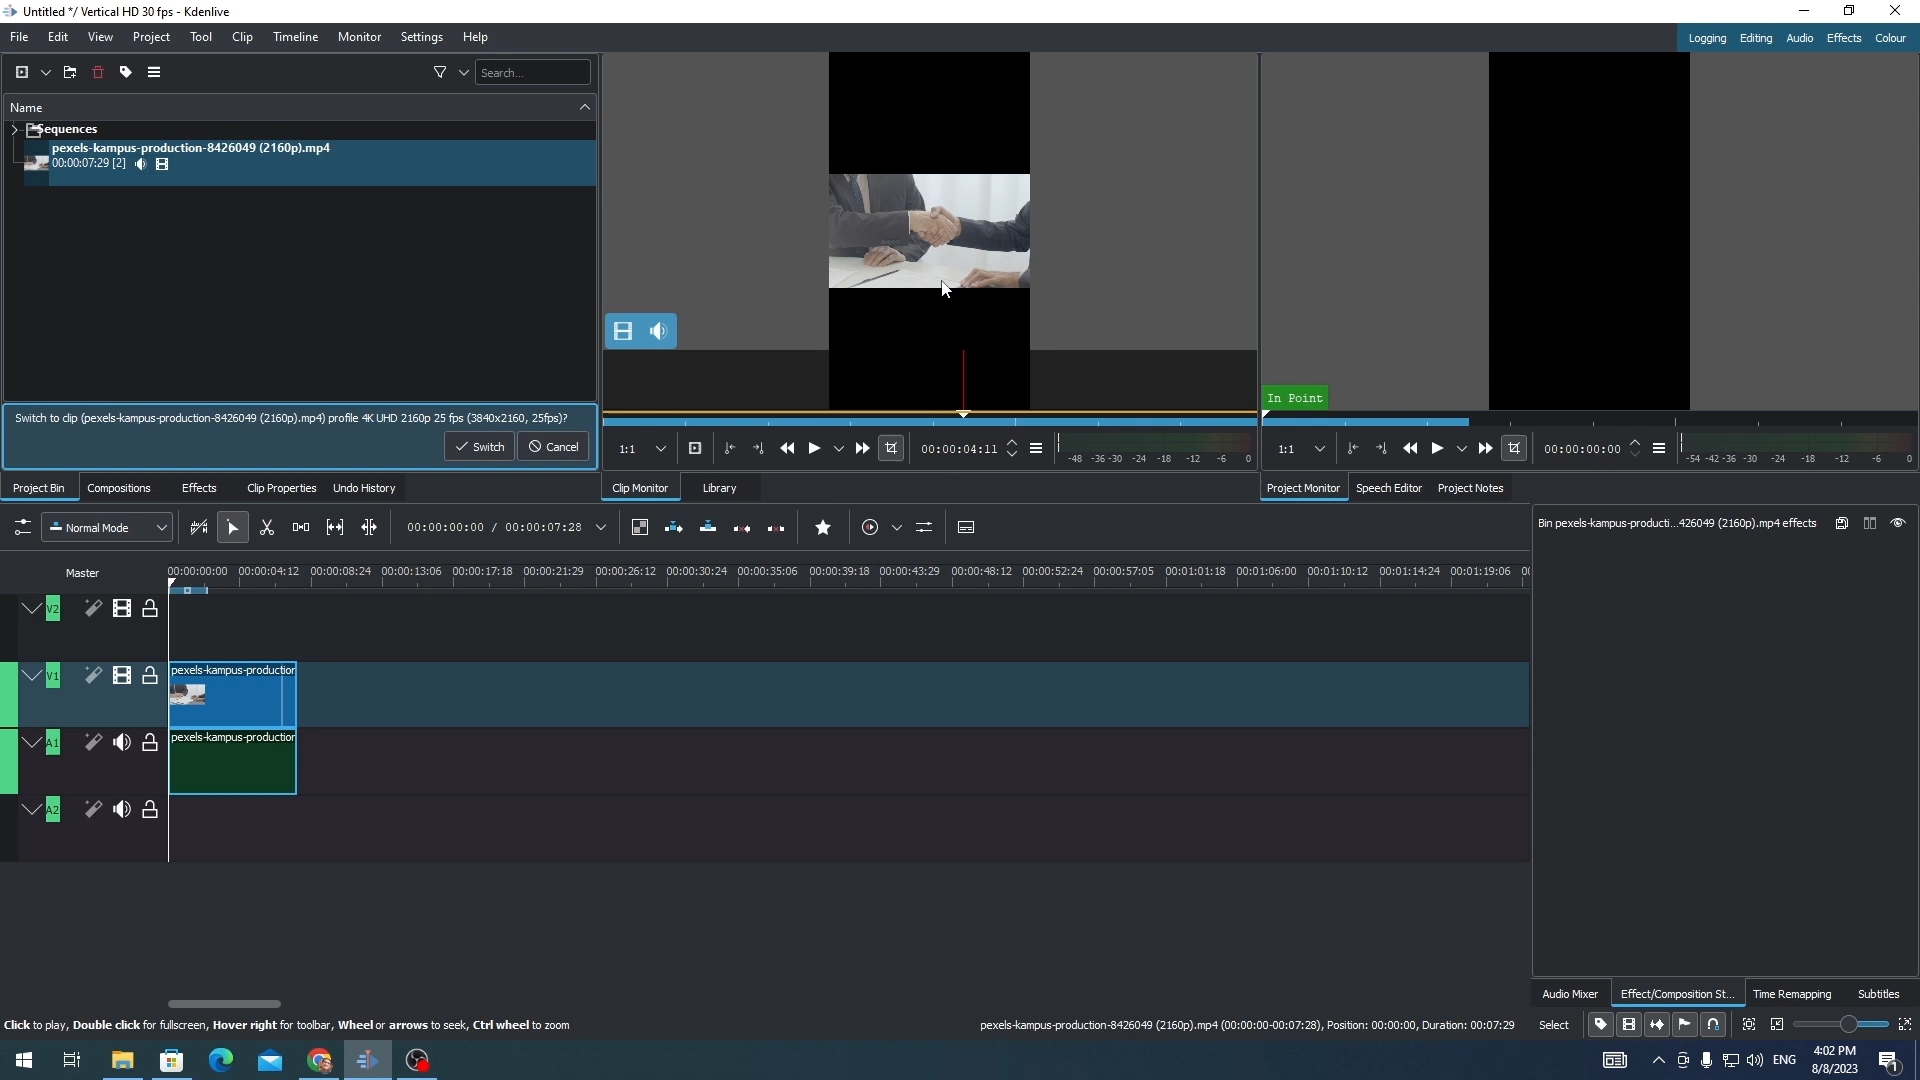 Untitled */ Vertical HD 30 fps - Kdenlive
File Edit View Project Tool Clip Timeline Monitor Settings Help
Logging Editing Audio Effects Colour
Search...
Name
Sequences
pexels-kampus-production-8426049 (2160p).mp4
00:00:07:29 [2]
In Point
Switch to clip (pexels-kampus-production-8426049 (2160p).mp4) profile 4K UHD 2160p 25 fps (3840x2160, 25fps)?
Switch Cancel
1:1 00:00:04:11 -48 -36 -30 -24 -18 -12 -6 0
1:1 00:00:00:00 -54 -42 -36 -30 -24 -18 -12 -6 0
Project Bin Compositions Effects Clip Properties Undo History
Clip Monitor Library
Project Monitor Speech Editor Project Notes
Normal Mode 00:00:00:00 / 00:00:07:28
Bin pexels-kampus-producti...426049 (2160p).mp4 effects
Master
00:00:00:00 00:00:04:12 00:00:08:24 00:00:13:06 00:00:17:18 00:00:21:29 00:00:26:12 00:00:30:24 00:00:35:06 00:00:39:18 00:00:43:29 00:00:48:12 00:00:52:24 00:00:57:05 00:01:01:18 00:01:06:00 00:01:10:12 00:01:14:24 00:01:19:06
V2
V1 pexels-kampus-production
A1 pexels-kampus-production
A2
Audio Mixer Effect/Composition St... Time Remapping Subtitles
Click to play, Double click for fullscreen, Hover right for toolbar, Wheel or arrows to seek, Ctrl wheel to zoom
pexels-kampus-production-8426049 (2160p).mp4 (00:00:00-00:07:28), Position: 00:00:00, Duration: 00:07:29
Select
ENG
4:02 PM
8/8/2023
1